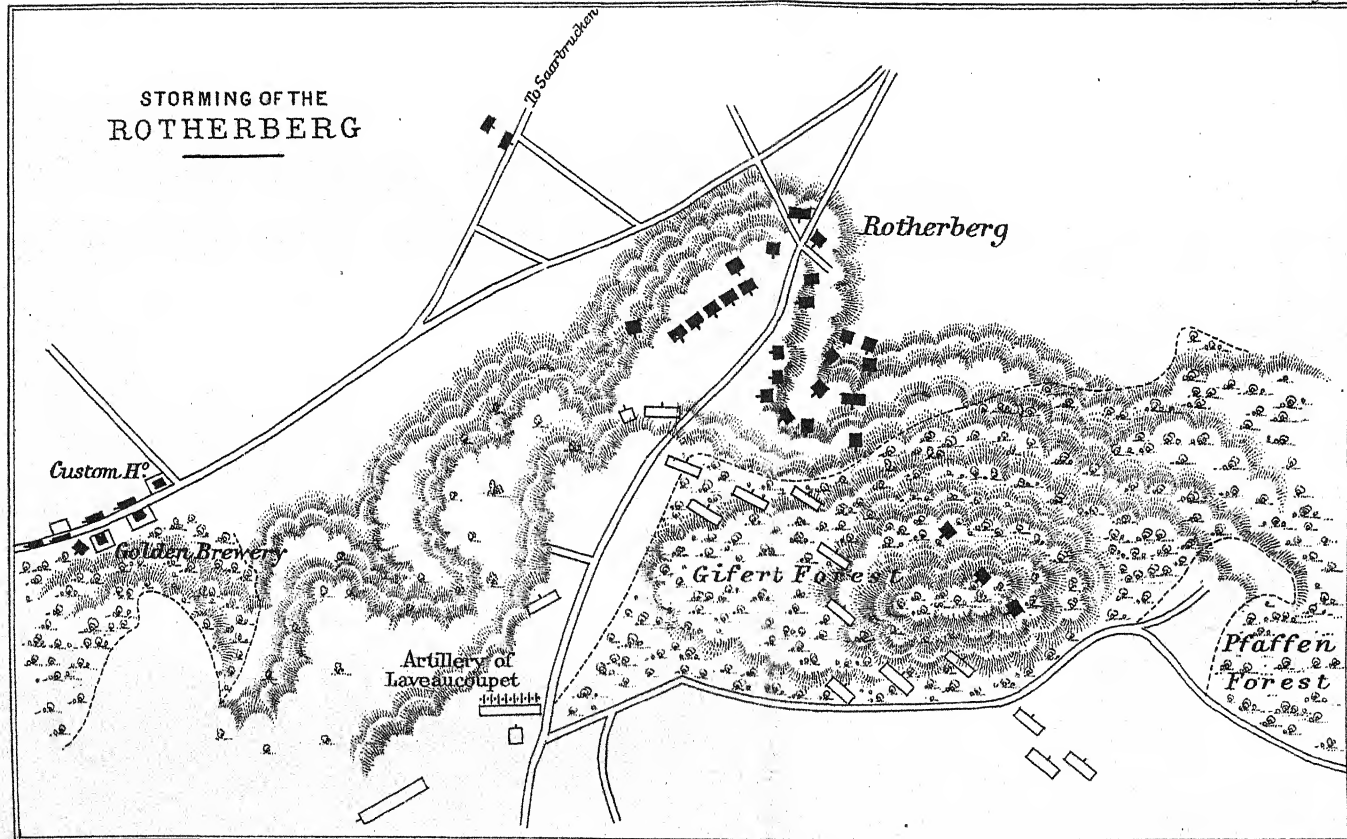 STORMING OF THE
ROTHERBERG
To Saarbrucken
Rotherberg
Custom Hº
Golden Brewery
Gifert Forest
Artillery of
Laveaucoupet
Pfaffen
Forest